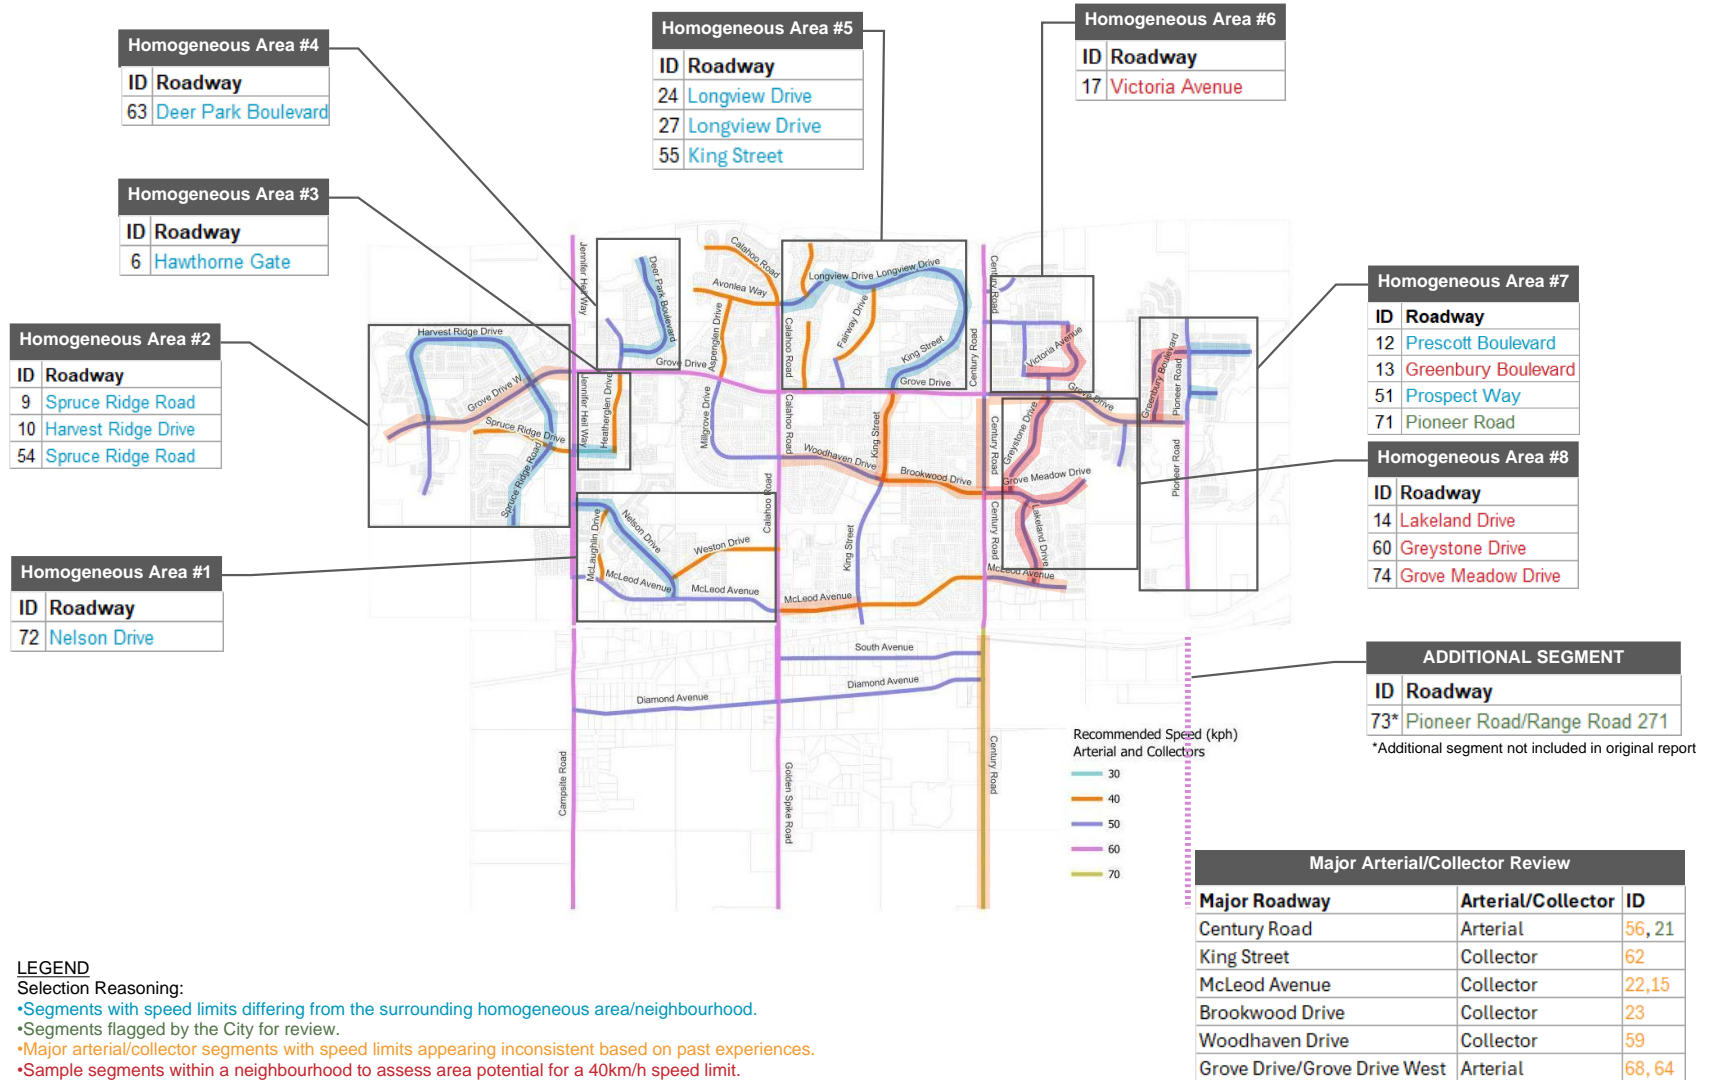 Homogeneous Area #4
ID Roadway
63 Deer Park Boulevard
Homogeneous Area #5
ID Roadway
24 Longview Drive
27 Longview Drive
55 King Street
Homogeneous Area #6
ID Roadway
17 Victoria Avenue
Homogeneous Area #3
ID Roadway
6 Hawthorne Gate
Homogeneous Area #2
ID Roadway
9 Spruce Ridge Road
10 Harvest Ridge Drive
54 Spruce Ridge Road
Homogeneous Area #1
ID Roadway
72 Nelson Drive
Homogeneous Area #7
ID Roadway
12 Prescott Boulevard
13 Greenbury Boulevard
51 Prospect Way
71 Pioneer Road
Homogeneous Area #8
ID Roadway
14 Lakeland Drive
60 Greystone Drive
74 Grove Meadow Drive
ADDITIONAL SEGMENT
ID Roadway
73* Pioneer Road/Range Road 271
*Additional segment not included in original report
Harvest Ridge Drive
Grove Drive W
Spruce Ridge Drive
Spruce Ridge Road
Jennifer Heil Way
Jennifer Heil Way
Heatherglen Drive
Deer Park Boulevard
Grove Drive
Calahoo Road
Avonlea Way
Aspenglen Drive
Millgrove Drive
Calahoo Road
Calahoo Road
Calahoo Road
Longview Drive
Longview Drive
Fairway Drive
King Street
Grove Drive
King Street
Woodhaven Drive
Brookwood Drive
King Street
Century Road
Century Road
Century Road
Century Road
Century Road
Victoria Avenue
Grove Drive
Greystone Drive
Grove Meadow Drive
Lakeland Drive
McLeod Avenue
Greenbury Boulevard
Pioneer Road
Pioneer Road
McLaughlin Drive
Nelson Drive
Weston Drive
McLeod Avenue
McLeod Avenue
McLeod Avenue
South Avenue
Diamond Avenue
Diamond Avenue
Campsite Road
Golden Spike Road
Century Road
Recommended Speed (kph)
Arterial and Collectors
30
40
50
60
70
Major Arterial/Collector Review
Major Roadway Arterial/Collector ID
Century Road Arterial 56, 21
King Street Collector 62
McLeod Avenue Collector 22,15
Brookwood Drive Collector 23
Woodhaven Drive Collector 59
Grove Drive/Grove Drive West Arterial 68, 64
LEGEND
Selection Reasoning:
•Segments with speed limits differing from the surrounding homogeneous area/neighbourhood.
•Segments flagged by the City for review.
•Major arterial/collector segments with speed limits appearing inconsistent based on past experiences.
•Sample segments within a neighbourhood to assess area potential for a 40km/h speed limit.